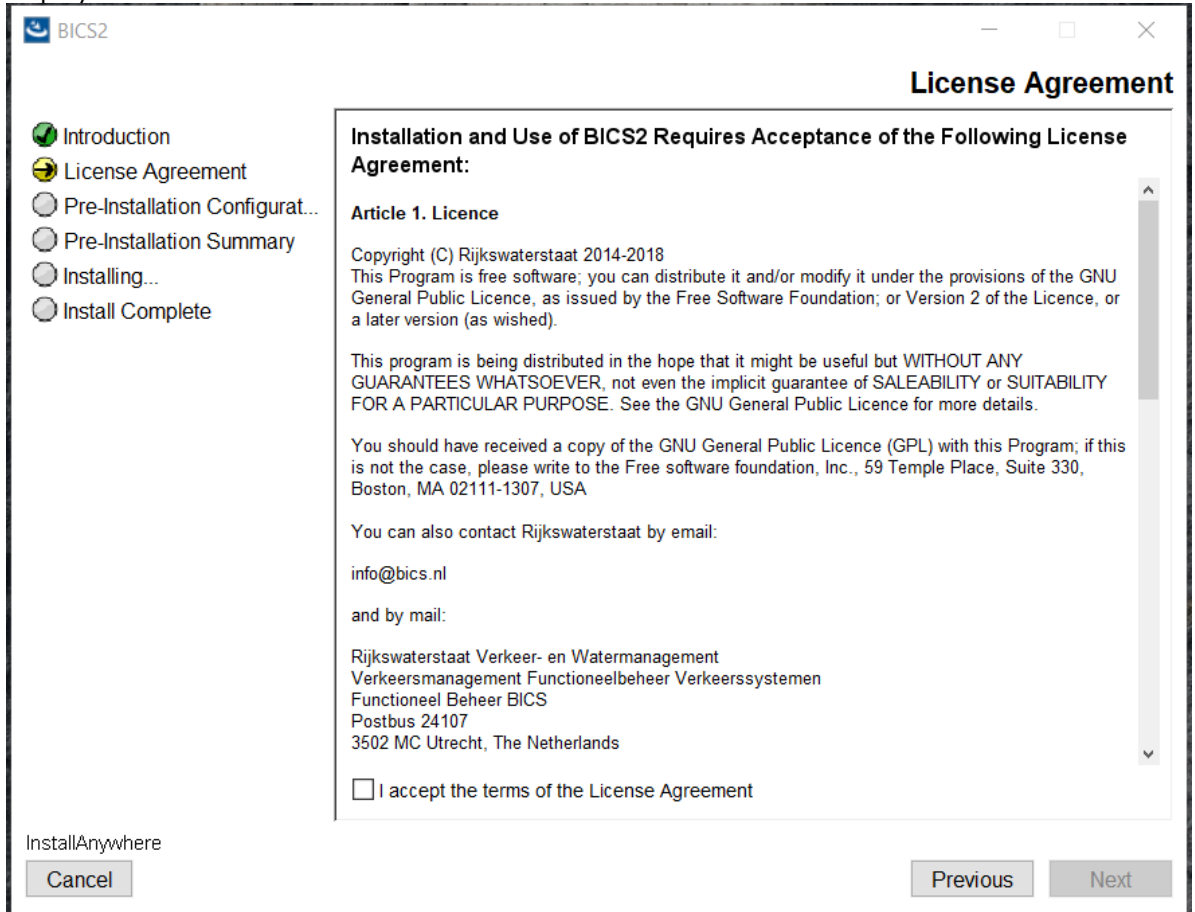 BICS2
License Agreement
Introduction
License Agreement
Pre-Installation Configurat...
Pre-Installation Summary
Installing...
Install Complete
Installation and Use of BICS2 Requires Acceptance of the Following License
Agreement:
Article 1. Licence
Copyright (C) Rijkswaterstaat 2014-2018
This Program is free software; you can distribute it and/or modify it under the provisions of the GNU
General Public Licence, as issued by the Free Software Foundation; or Version 2 of the Licence, or
a later version (as wished).
This program is being distributed in the hope that it might be useful but WITHOUT ANY
GUARANTEES WHATSOEVER, not even the implicit guarantee of SALEABILITY or SUITABILITY
FOR A PARTICULAR PURPOSE. See the GNU General Public Licence for more details.
You should have received a copy of the GNU General Public Licence (GPL) with this Program; if this
is not the case, please write to the Free software foundation, Inc., 59 Temple Place, Suite 330,
Boston, MA 02111-1307, USA
You can also contact Rijkswaterstaat by email:
info@bics.nl
and by mail:
Rijkswaterstaat Verkeer- en Watermanagement
Verkeersmanagement Functioneelbeheer Verkeerssystemen
Functioneel Beheer BICS
Postbus 24107
3502 MC Utrecht, The Netherlands
I accept the terms of the License Agreement
InstallAnywhere
Cancel
Previous
Next